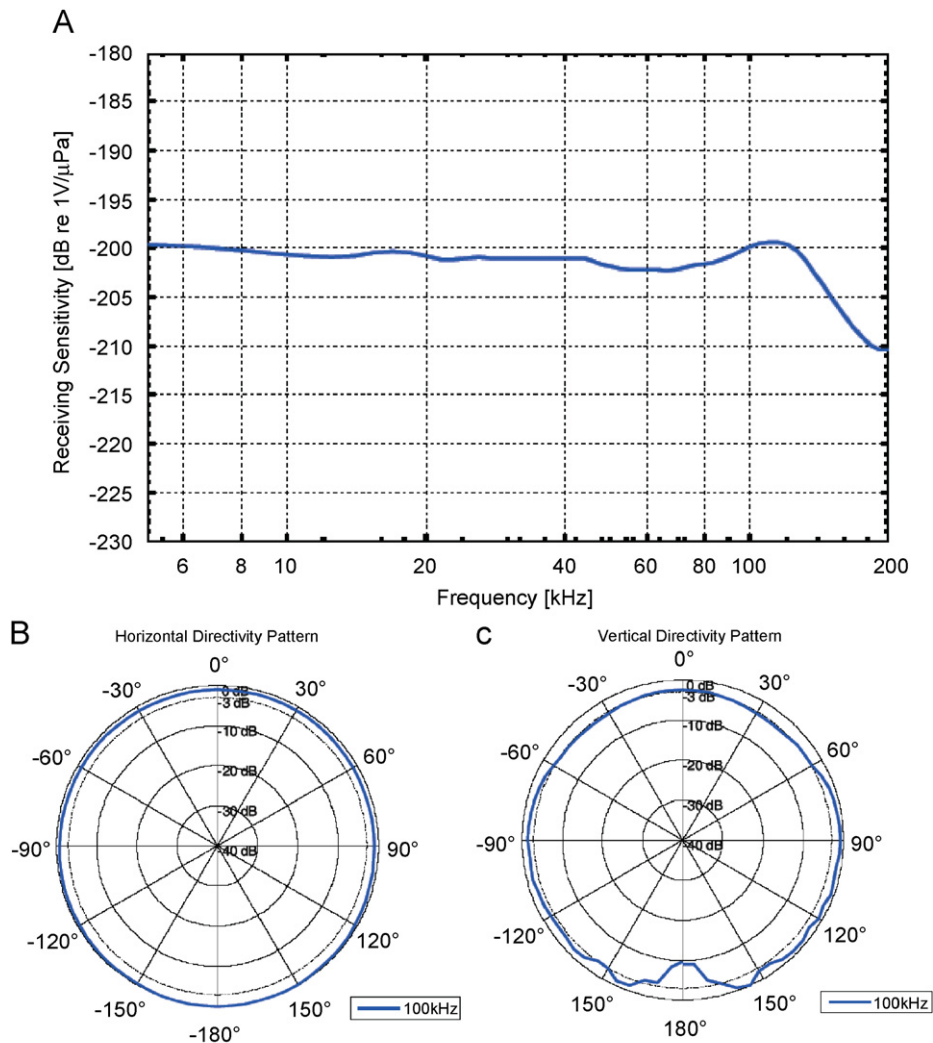 A
-180
-185
-190
-195
-200
-205
-210
-215
-220
-225
-230
Receiving Sensitivity [dB re 1V/μPa]
6 8 10 20 40 60 80 100 200
Frequency [kHz]
B
Horizontal Directivity Pattern
0°
-30° 30°
-60° 60°
-90° 90°
-120° 120°
-150° 150°
-180°
0 dB
-3 dB
-10 dB
-20 dB
-30 dB
-40 dB
100kHz
c
Vertical Directivity Pattern
0°
-30° 30°
-60° 60°
-90° 90°
-120° 120°
150° 150°
180°
0 dB
-3 dB
-10 dB
-20 dB
-30 dB
-40 dB
100kHz